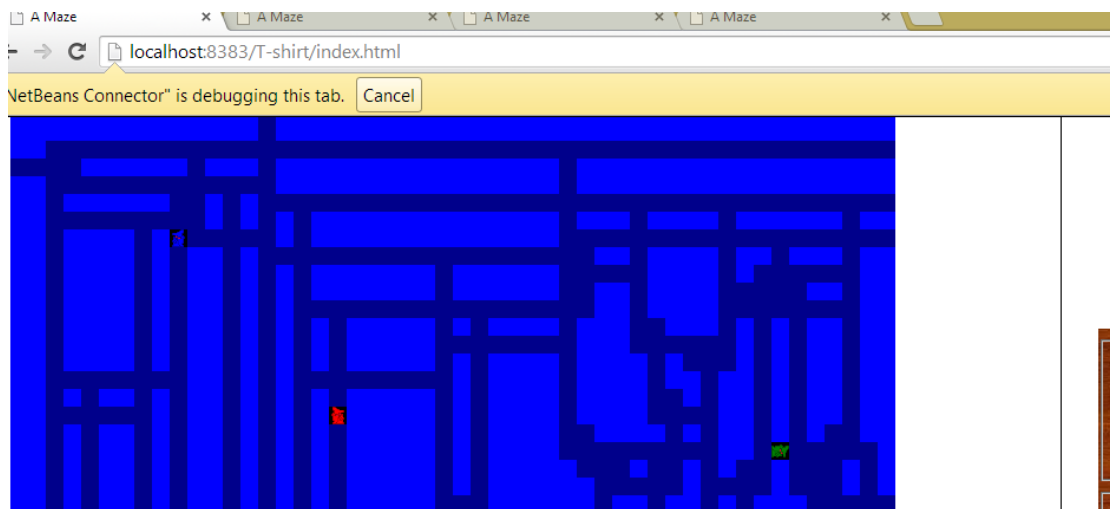 A Maze A Maze A Maze A Maze
localhost:8383/T-shirt/index.html
NetBeans Connector" is debugging this tab. Cancel